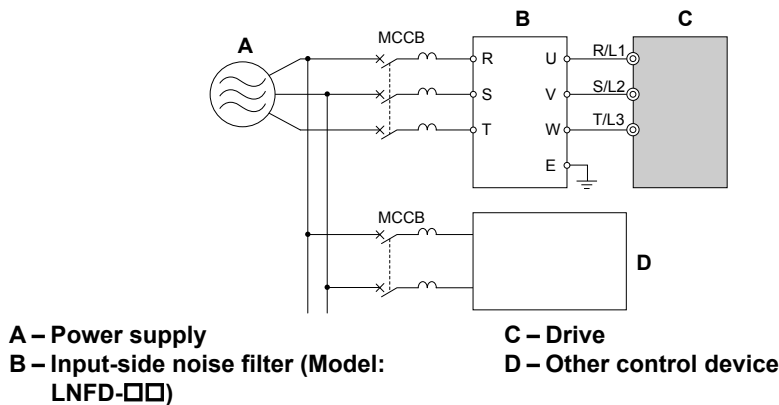 A
MCCB
B
C
R
U
R/L1
S
V
S/L2
T
W
T/L3
E
MCCB
D
A – Power supply
B – Input-side noise filter (Model:
LNFD-□□)
C – Drive
D – Other control device